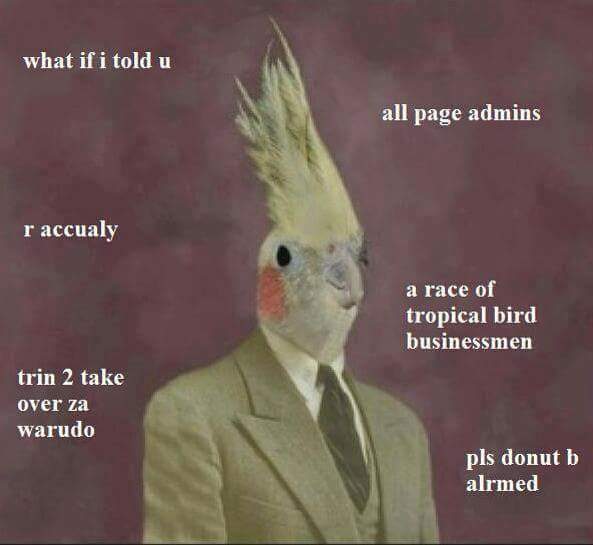 what if i told u
all page admins
r accualy
a race of
tropical bird
businessmen
trin 2 take
over za
warudo
pls donut b
alrmed